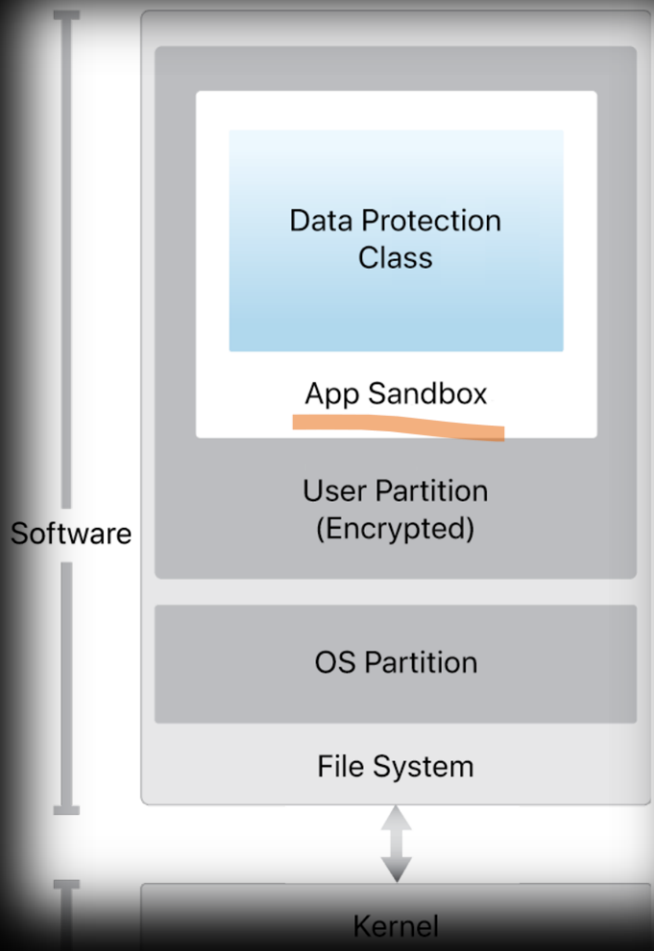 Data Protection
Class
App Sandbox
User Partition
(Encrypted)
Software
OS Partition
File System
Kernel